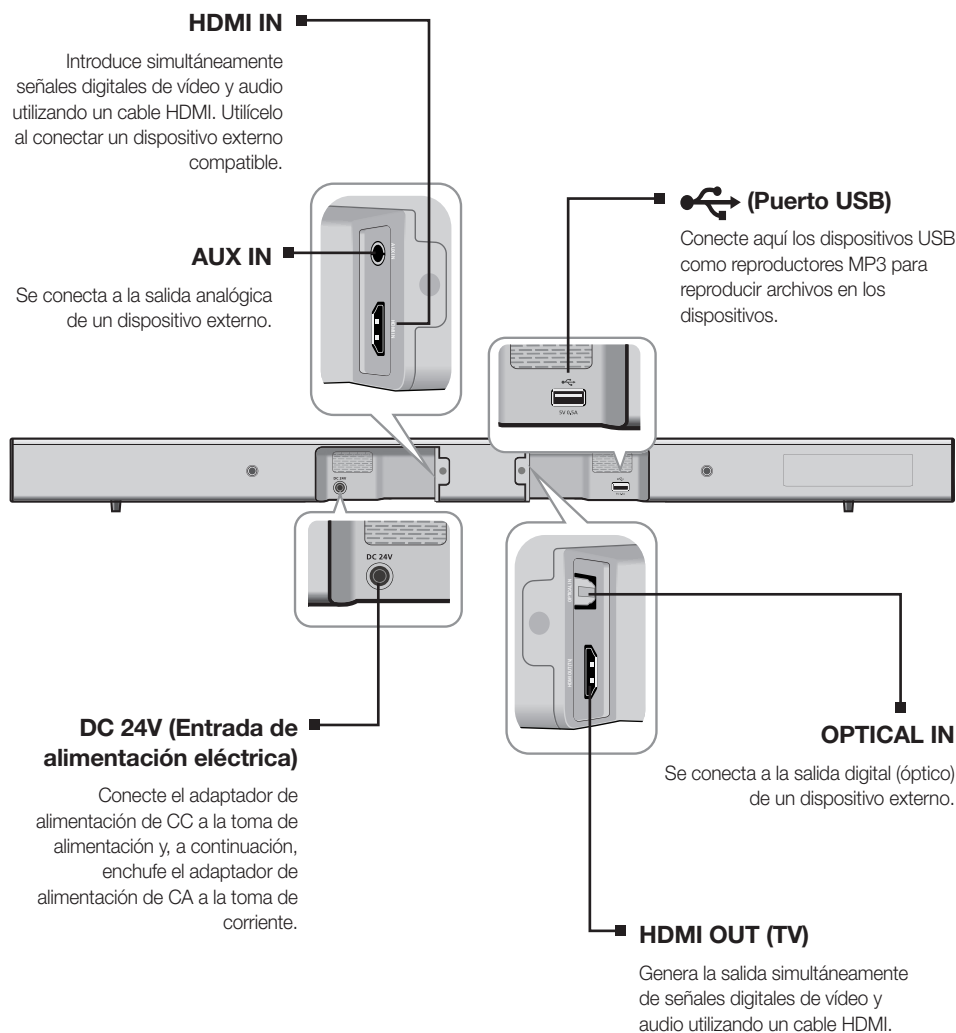 HDMI IN
Introduce simultáneamente
señales digitales de vídeo y audio
utilizando un cable HDMI. Utilícelo
al conectar un dispositivo externo
compatible.
AUX IN
Se conecta a la salida analógica
de un dispositivo externo.
AUX IN
HDMI IN
(Puerto USB)
Conecte aquí los dispositivos USB
como reproductores MP3 para
reproducir archivos en los
dispositivos.
5V 0,5A
DC 24V
DC 24V
DC 24V (Entrada de
alimentación eléctrica)
Conecte el adaptador de
alimentación de CC a la toma de
alimentación y, a continuación,
enchufe el adaptador de
alimentación de CA a la toma de
corriente.
OPTICAL IN
Se conecta a la salida digital (óptico)
de un dispositivo externo.
HDMI OUT (TV)
Genera la salida simultáneamente
de señales digitales de vídeo y
audio utilizando un cable HDMI.